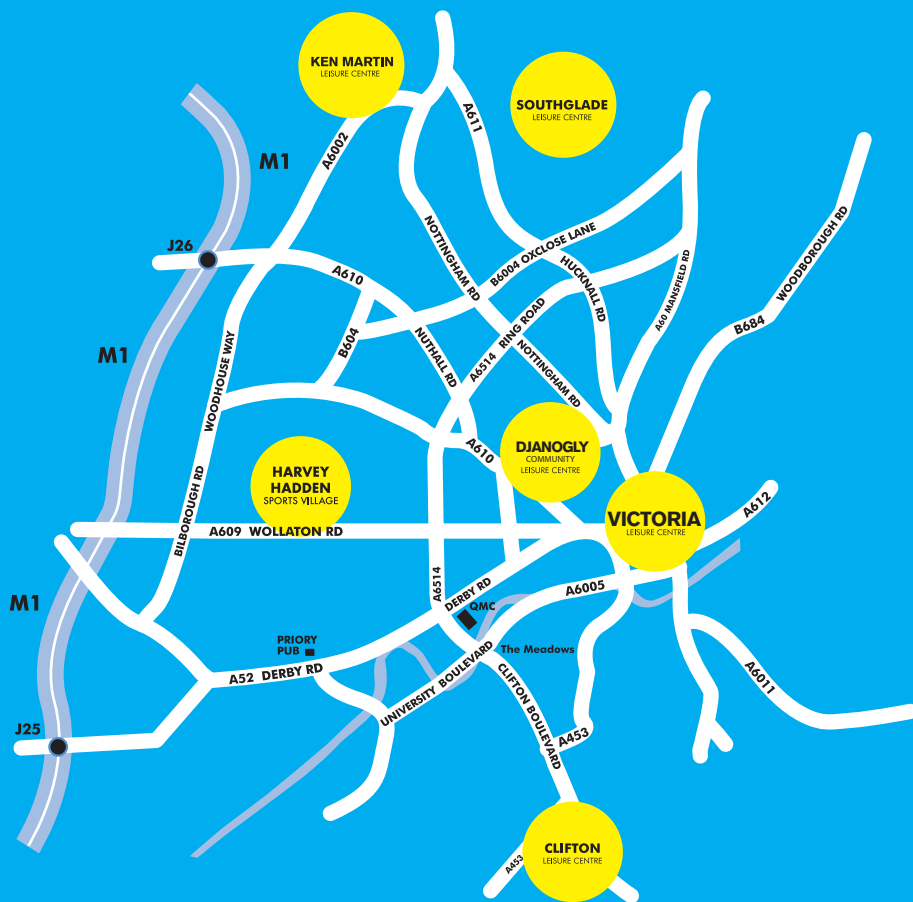 KEN MARTIN
LEISURE CENTRE
SOUTHGLADE
LEISURE CENTRE
A611
A6002
M1
J26
NOTTINGHAM RD
B6004 OXCLOSE LANE
WOODBOROUGH RD
A610
HUCKNALL RD
A60 MANSFIELD RD
B684
M1
B604
NUTHALL RD
A6514 RING ROAD
NOTTINGHAM RD
WOODHOUSE WAY
A610
DJANOGLY
COMMUNITY
LEISURE CENTRE
HARVEY
HADDEN
SPORTS VILLAGE
BILBOROUGH RD
A609 WOLLATON RD
VICTORIA
LEISURE CENTRE
A612
M1
A6514
DERBY RD
A6005
QMC
PRIORY
PUB
The Meadows
A52 DERBY RD
UNIVERSITY BOULEVARD
CLIFTON BOULEVARD
A6011
J25
A453
CLIFTON
LEISURE CENTRE
A453